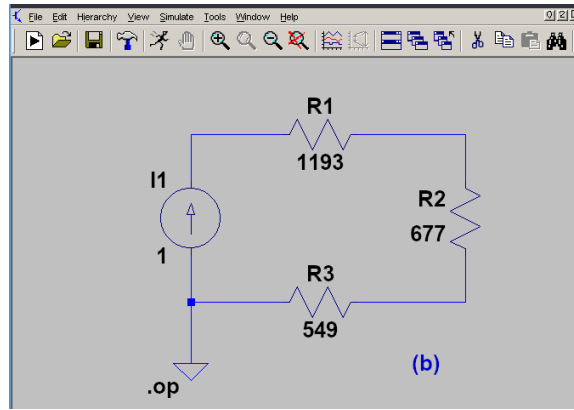 File Edit Hierarchy View Simulate Tools Window Help
R1
1193
I1
R2
677
1
R3
549
(b)
.op